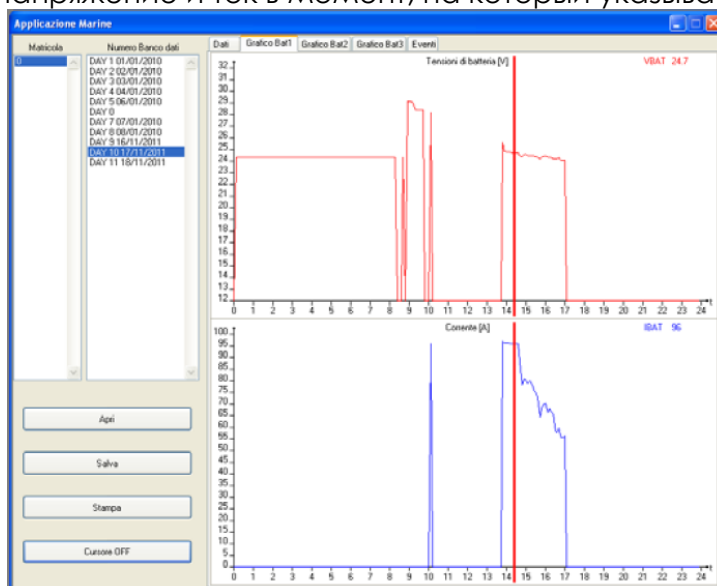 напряжение и ток в момент, на который указыва
Applicazione Marine
Matricola
Numero Banco dati
0
DAY 1 01/01/2010
DAY 2 02/01/2010
DAY 3 03/01/2010
DAY 4 04/01/2010
DAY 5 06/01/2010
DAY 0
DAY 7 07/01/2010
DAY 8 08/01/2010
DAY 9 16/11/2011
DAY 10 17/11/2011
DAY 11 18/11/2011
Apri
Salva
Stampa
Cursore OFF
Dati Grafico Bat1 Grafico Bat2 Grafico Bat3 Eventi
Tensioni di batteria [V]
VBAT 24.7
32
31
30
29
28
27
26
25
24
23
22
21
20
19
18
17
16
15
14
13
12
0 1 2 3 4 5 6 7 8 9 10 11 12 13 14 15 16 17 18 19 20 21 22 23 24
Corrente [A]
IBAT 96
100
95
90
85
80
75
70
65
60
55
50
45
40
35
30
25
20
15
10
5
0
0 1 2 3 4 5 6 7 8 9 10 11 12 13 14 15 16 17 18 19 20 21 22 23 24